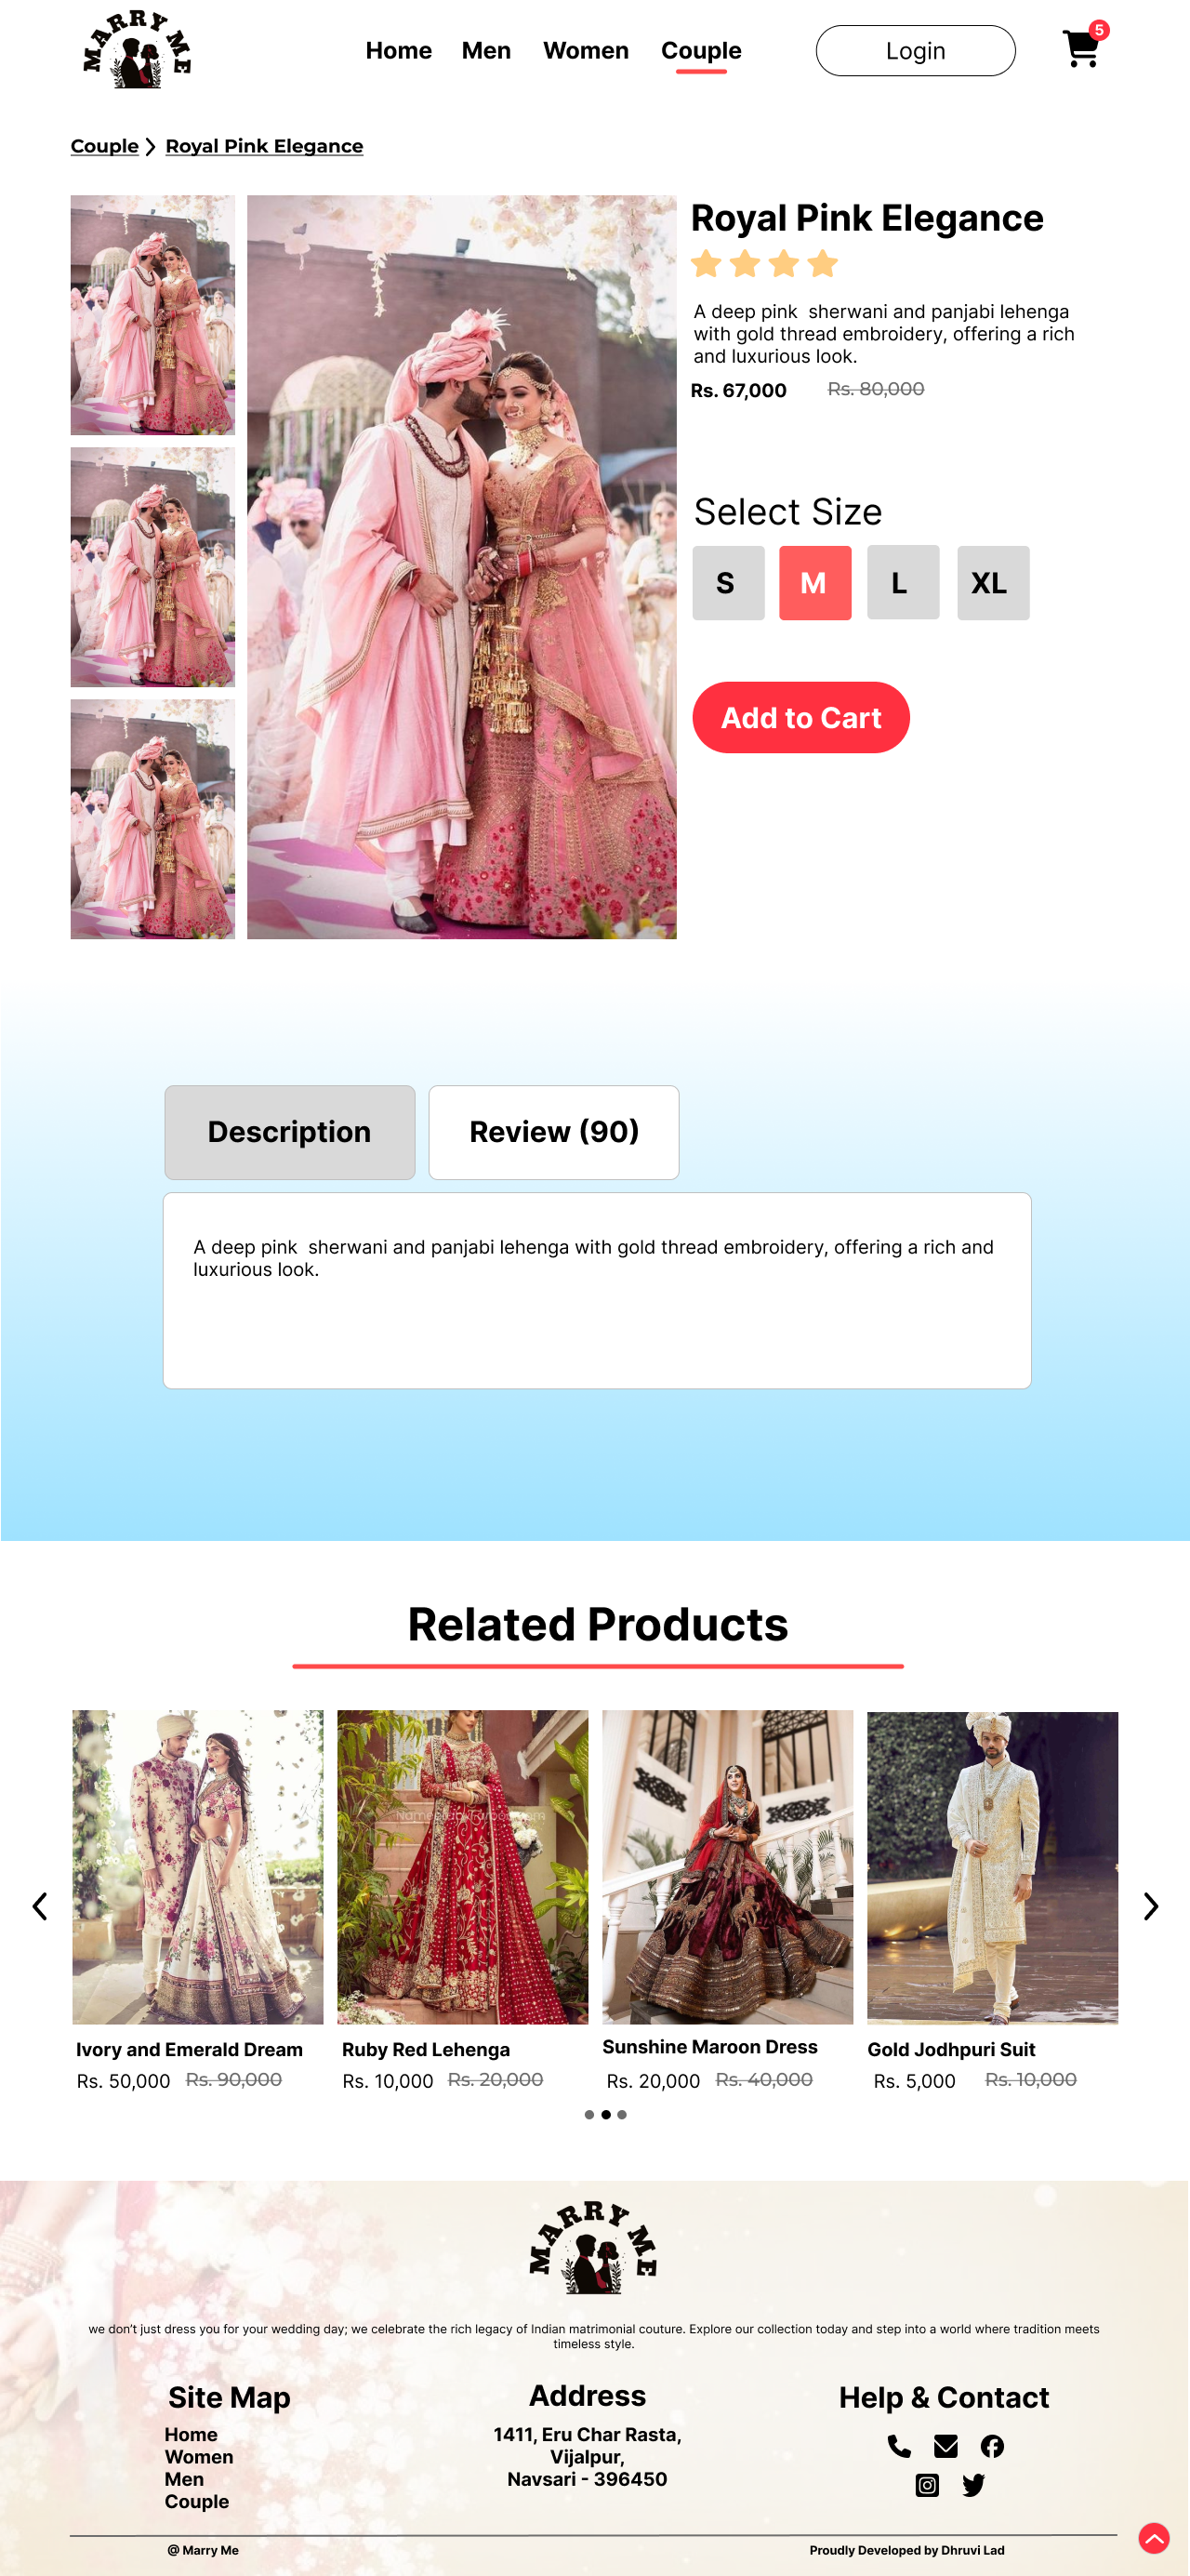 MARRY ME
Home Men Women Couple Login 5
Couple Royal Pink Elegance
Royal Pink Elegance
A deep pink sherwani and panjabi lehenga
with gold thread embroidery, offering a rich
and luxurious look.
Rs. 67,000 Rs. 80,000
Select Size
S M L XL
Add to Cart
Description Review (90)
A deep pink sherwani and panjabi lehenga with gold thread embroidery, offering a rich and
luxurious look.
Related Products
Ivory and Emerald Dream
Rs. 50,000 Rs. 90,000
Ruby Red Lehenga
Rs. 10,000 Rs. 20,000
Sunshine Maroon Dress
Rs. 20,000 Rs. 40,000
Gold Jodhpuri Suit
Rs. 5,000 Rs. 10,000
MARRY ME
we don't just dress you for your wedding day; we celebrate the rich legacy of Indian matrimonial couture. Explore our collection today and step into a world where tradition meets
timeless style.
Site Map
Home
Women
Men
Couple
Address
1411, Eru Char Rasta,
Vijalpur,
Navsari - 396450
Help & Contact
@ Marry Me
Proudly Developed by Dhruvi Lad